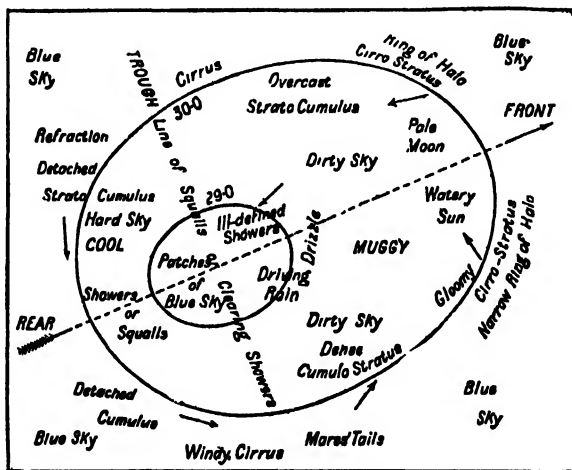 Blue
Sky
TROUGH Line of Squalls or Clearing Showers
Cirrus
30·0
Overcast
Strato Cumulus
Ring of Halo
Cirro Stratus
Blue
Sky
FRONT
Refraction
Detached
Strato Cumulus
Hard Sky
COOL
29·0
Ill-defined
Showers
Dirty Sky
Pale
Moon
Watery
Sun
Patches
of
Blue Sky
Driving
Rain
or Drizzle
MUGGY
Gloomy
Cirro-Stratus
Narrow Ring of Halo
REAR
Showers
or
Squalls
Dirty Sky
Dense
Cumulo Stratus
Detached
Cumulus
Blue Sky
Windy Cirrus
Mares Tails
Blue
Sky